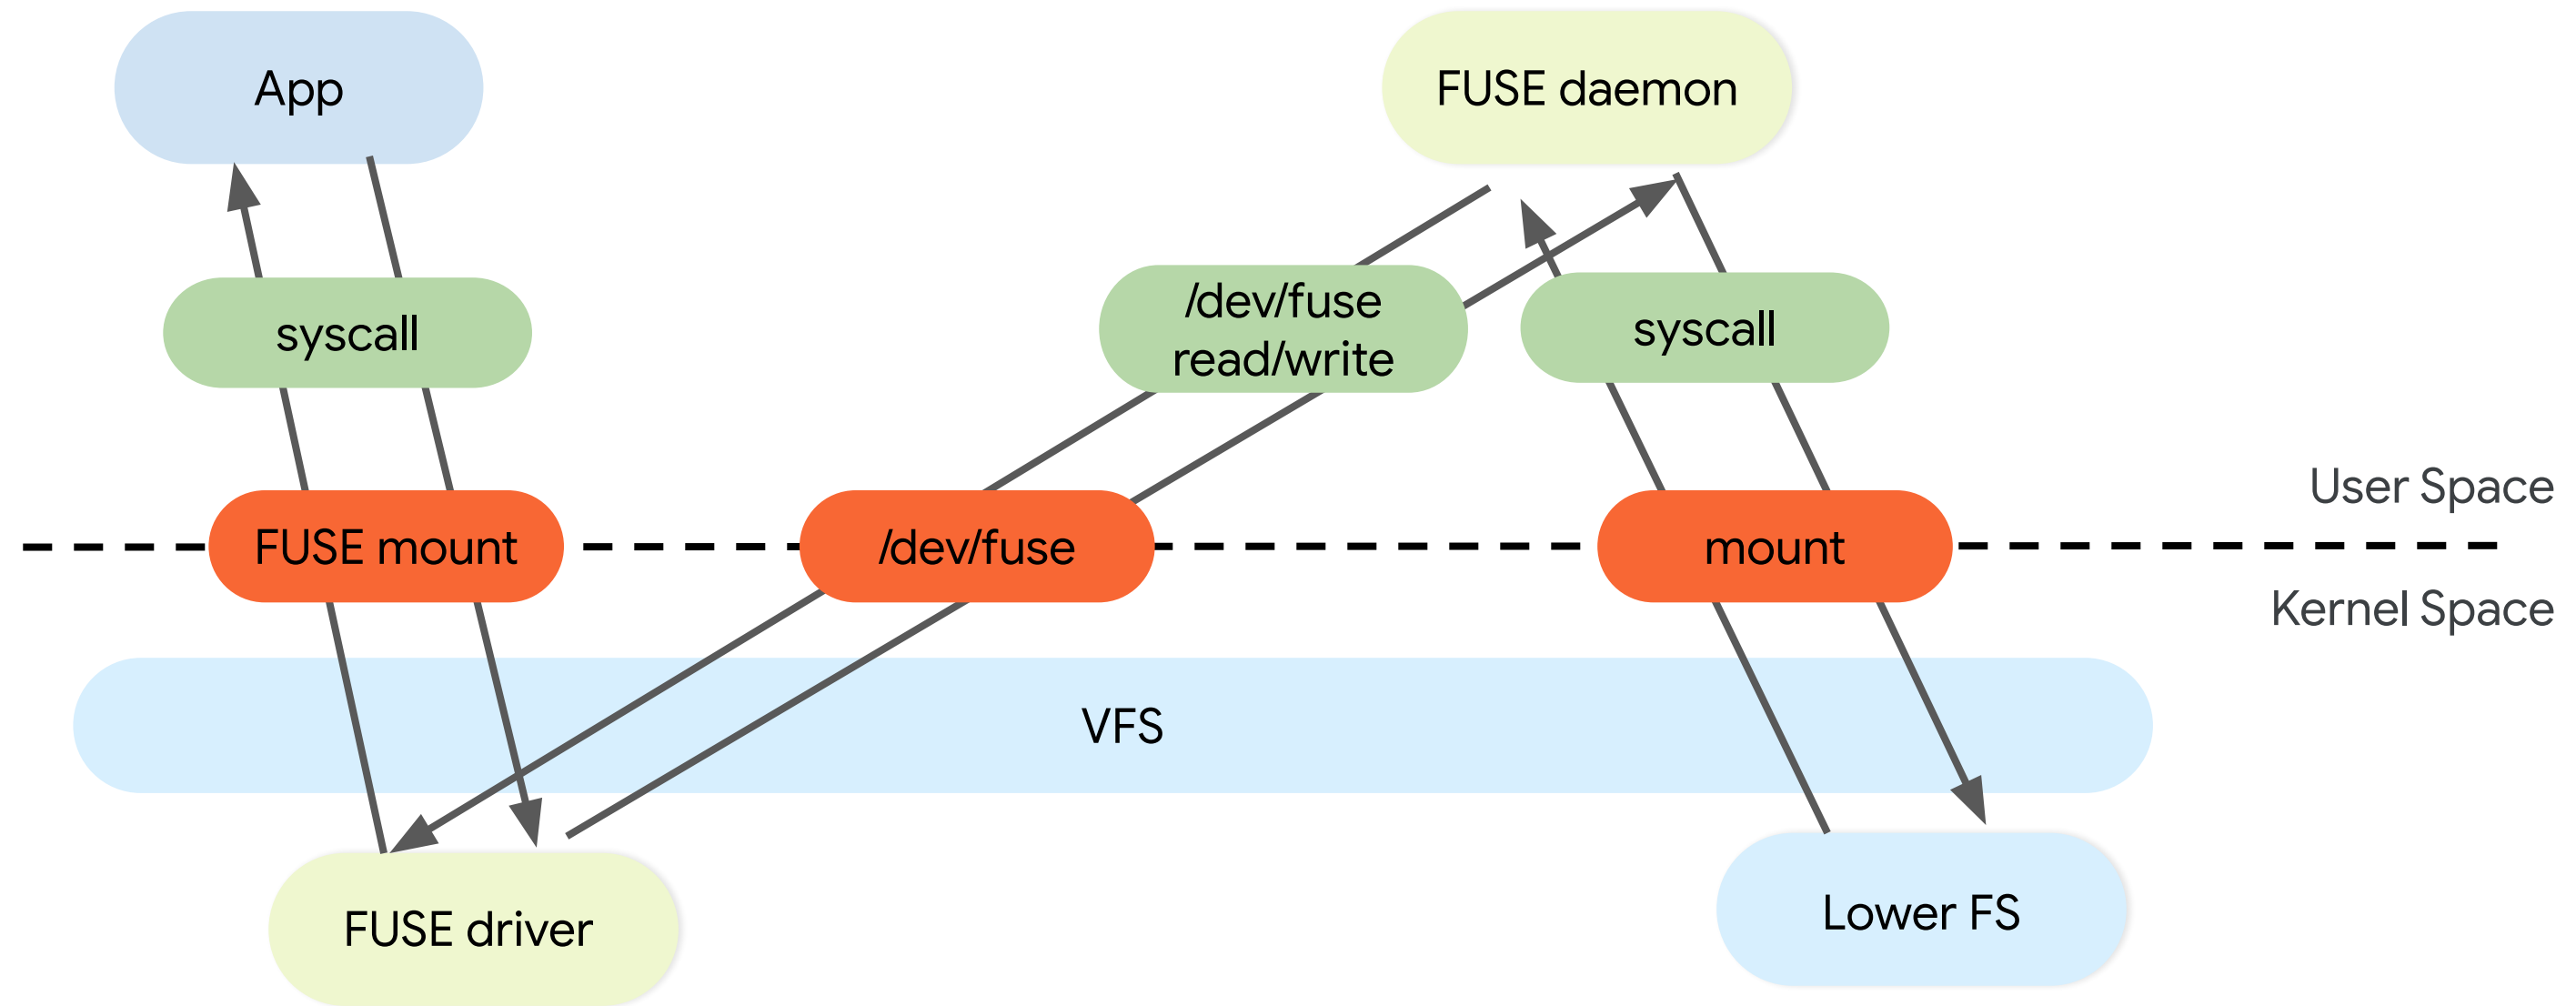 App
FUSE daemon
syscall
/dev/fuse
read/write
syscall
User Space
FUSE mount
/dev/fuse
mount
Kernel Space
VFS
FUSE driver
Lower FS